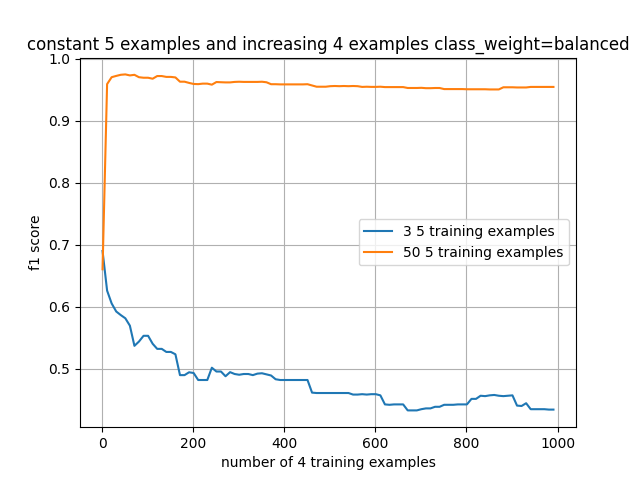 constant 5 examples and increasing 4 examples class_weight=balanced
1.0
0.9
0.8
0.7
0.6
0.5
f1 score
3 5 training examples
50 5 training examples
0 200 400 600 800 1000
number of 4 training examples